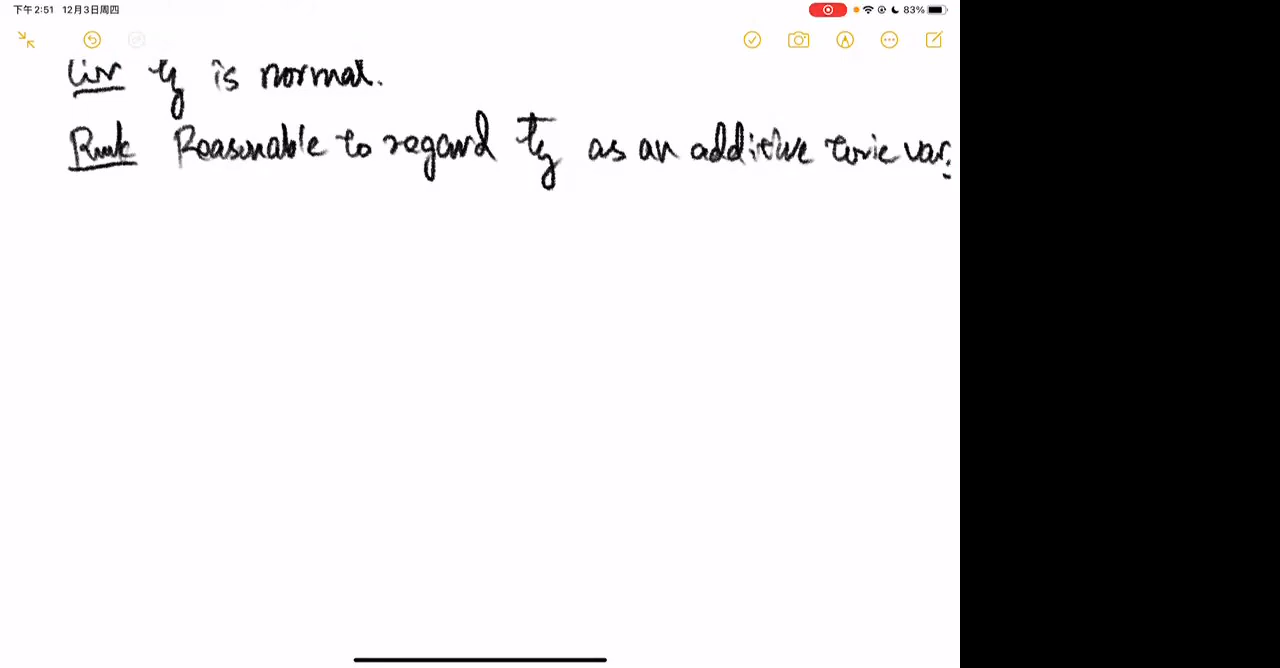 下午 2:51 12月3日周四 83%
is normal.
Rmk Reasonable to regard as an additive toric var.